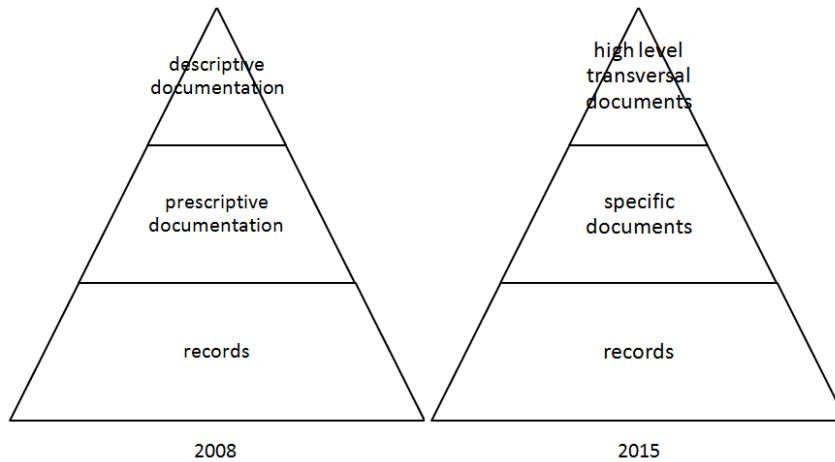 descriptive
documentation
prescriptive
documentation
records
2008
high level
transversal
documents
specific
documents
records
2015